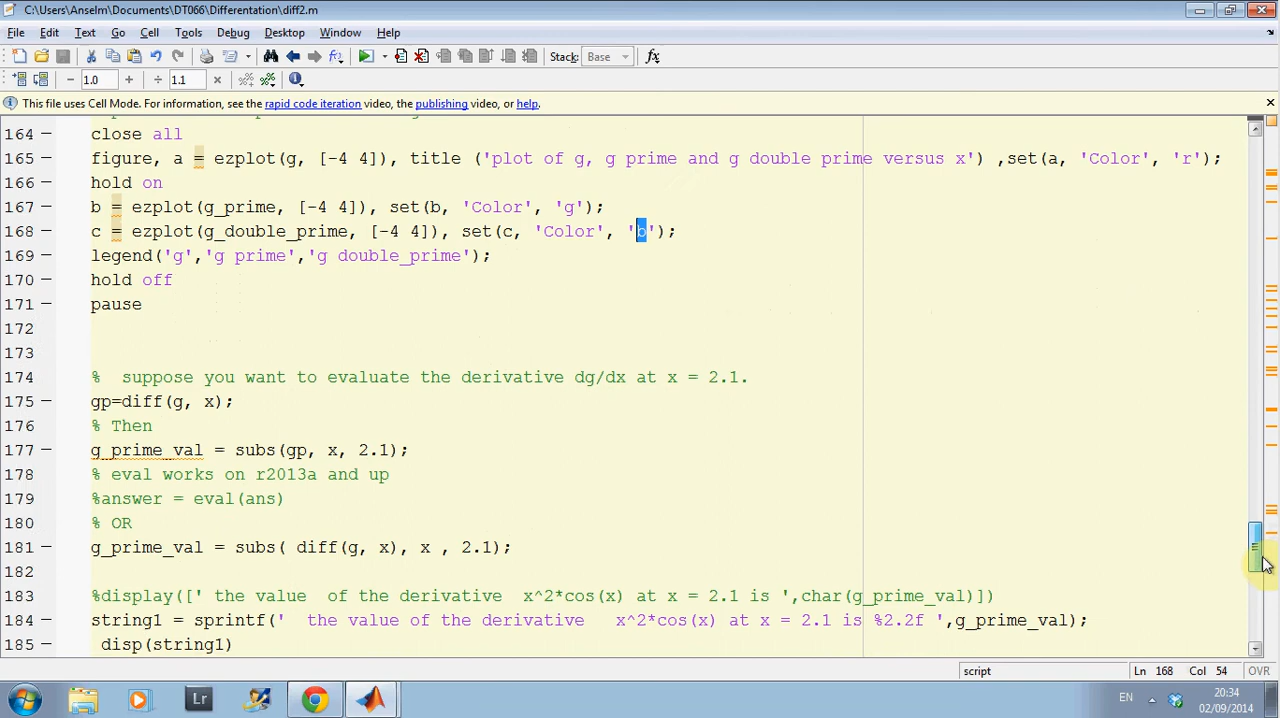 C:\Users\Anselm\Documents\DT066\Differentation\diff2.m
File Edit Text Go Cell Tools Debug Desktop Window Help
Stack: Base fx
1.0 1.1
This file uses Cell Mode. For information, see the rapid code iteration video, the publishing video, or help.
164 close all
165 figure, a = ezplot(g, [-4 4]), title ('plot of g, g prime and g double prime versus x') ,set(a, 'Color', 'r');
166 hold on
167 b = ezplot(g_prime, [-4 4]), set(b, 'Color', 'g');
168 c = ezplot(g_double_prime, [-4 4]), set(c, 'Color', 'b');
169 legend('g','g prime','g double_prime');
170 hold off
171 pause
172
173
174 %  suppose you want to evaluate the derivative dg/dx at x = 2.1.
175 gp=diff(g, x);
176 % Then
177 g_prime_val = subs(gp, x, 2.1);
178 % eval works on r2013a and up
179 %answer = eval(ans)
180 % OR
181 g_prime_val = subs( diff(g, x), x , 2.1);
182
183 %display([' the value  of the derivative  x^2*cos(x) at x = 2.1 is ',char(g_prime_val)])
184 string1 = sprintf('  the value of the derivative   x^2*cos(x) at x = 2.1 is %2.2f ',g_prime_val);
185 disp(string1)
script Ln 168 Col 54 OVR
Lr EN 20:34
02/09/2014